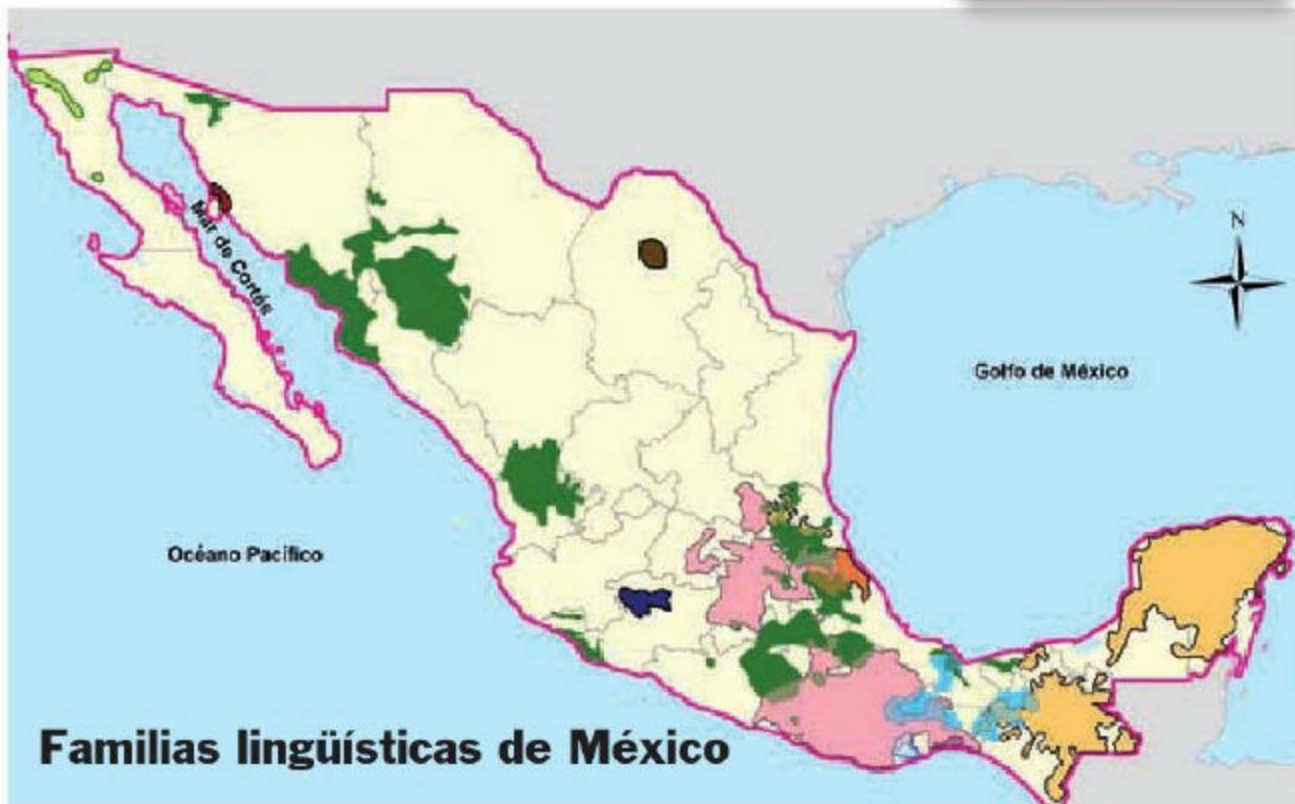 N
Mar de Cortés
Golfo de México
Océano Pacífico
Familias lingüísticas de México